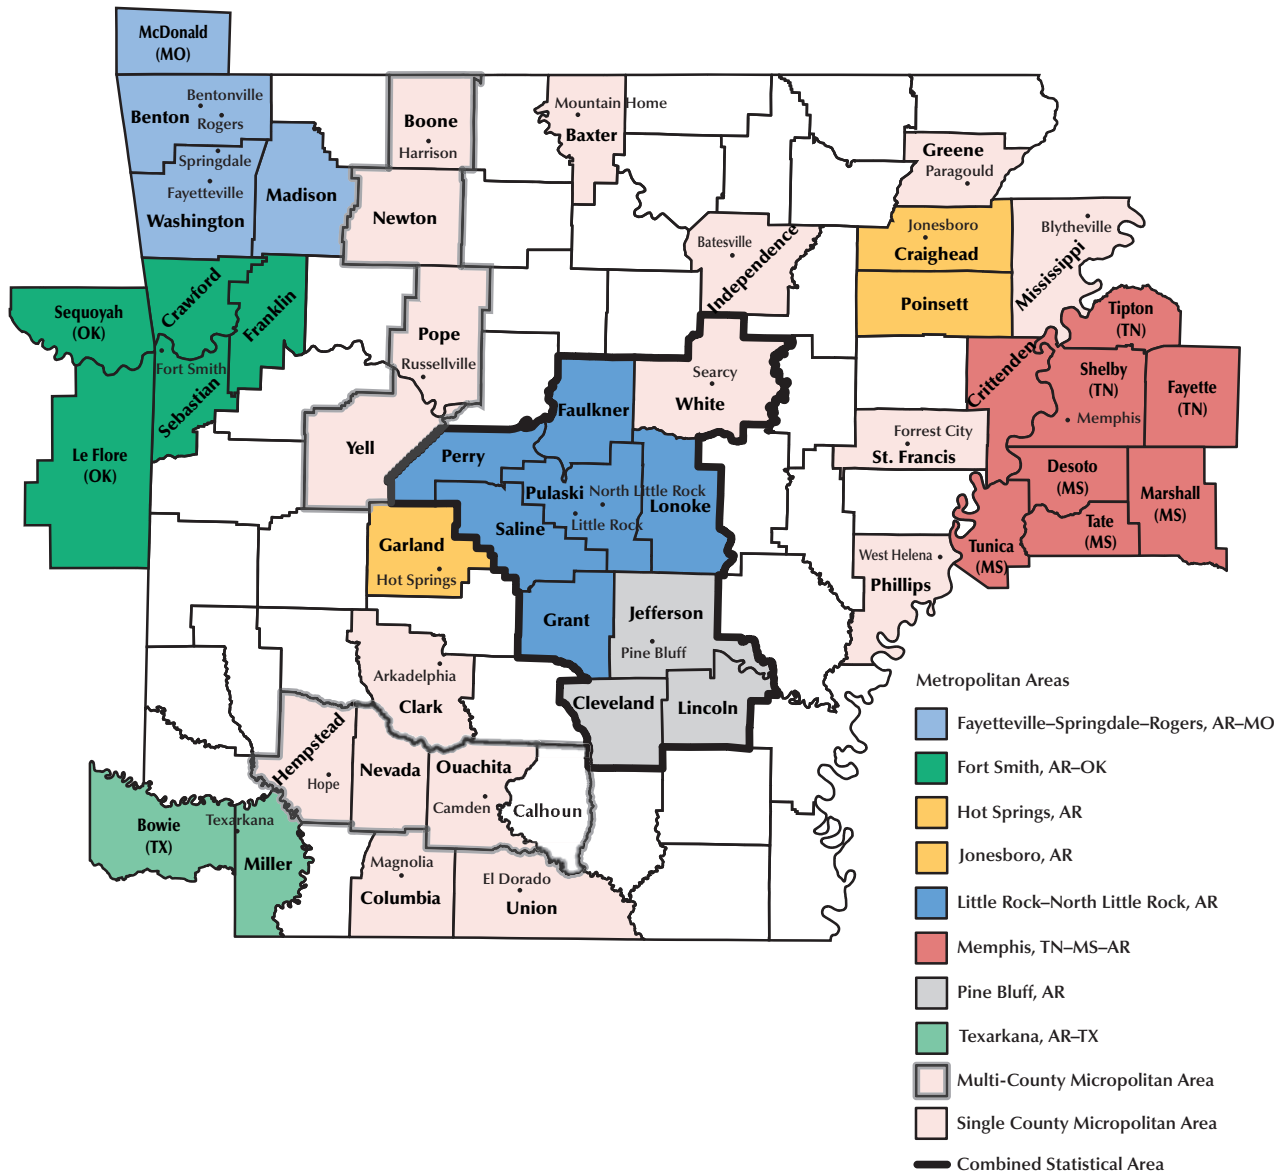 McDonald
(MO)
Bentonville
Benton
Rogers
Springdale
Fayetteville
Washington
Madison
Boone
Harrison
Newton
Mountain Home
Baxter
Greene
Paragould
Jonesboro
Craighead
Poinsett
Blytheville
Mississippi
Batesville
Independence
Sequoyah
(OK)
Crawford
Franklin
Fort Smith
Sebastian
Le Flore
(OK)
Pope
Russellville
Yell
Searcy
White
Faulkner
Perry
Pulaski
North Little Rock
Lonoke
Saline
Little Rock
Garland
Hot Springs
Grant
Jefferson
Pine Bluff
Cleveland
Lincoln
Crittenden
Tipton
(TN)
Shelby
(TN)
Memphis
Fayette
(TN)
Forrest City
St. Francis
Desoto
(MS)
Marshall
(MS)
Tate
(MS)
Tunica
(MS)
West Helena
Phillips
Arkadelphia
Clark
Hempstead
Hope
Nevada
Ouachita
Camden
Calhoun
Bowie
(TX)
Texarkana
Miller
Magnolia
Columbia
El Dorado
Union
Metropolitan Areas
Fayetteville–Springdale–Rogers, AR–MO
Fort Smith, AR–OK
Hot Springs, AR
Jonesboro, AR
Little Rock–North Little Rock, AR
Memphis, TN–MS–AR
Pine Bluff, AR
Texarkana, AR–TX
Multi-County Micropolitan Area
Single County Micropolitan Area
Combined Statistical Area